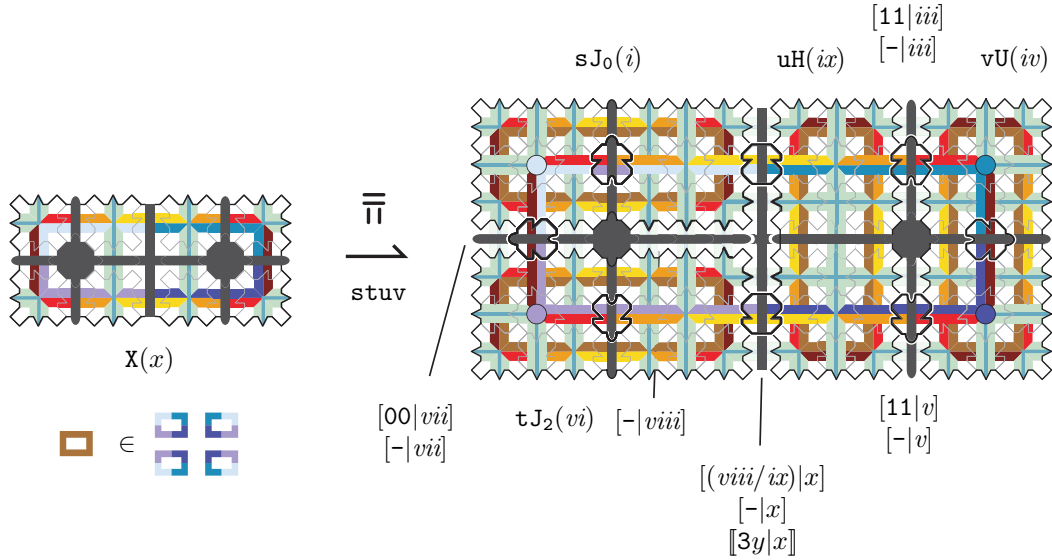 [11|iii]
[-|iii]
sJ₀(i)
uH(ix)
vU(iv)
stuv
X(x)
∈
[00|vii]
[-|vii]
tJ₂(vi)
[-|viii]
[11|v]
[-|v]
[(viii/ix)|x]
[-|x]
⟦3y|x⟧